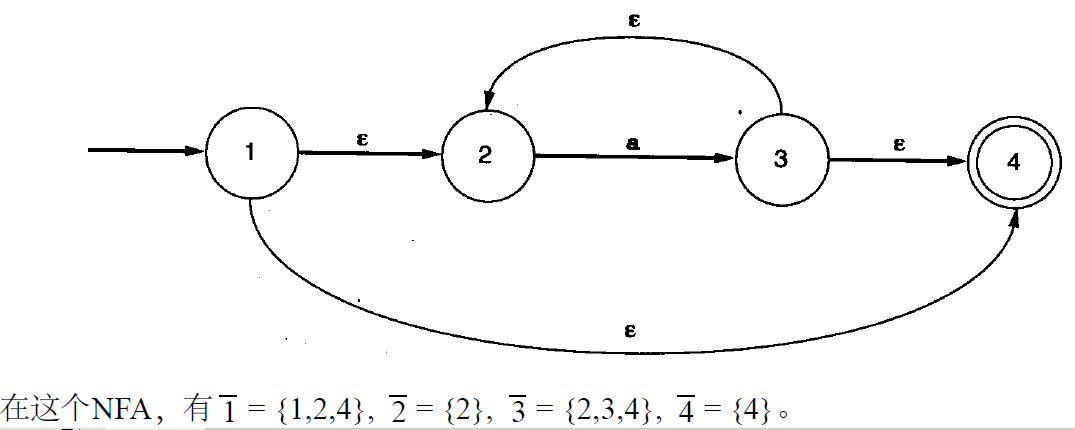 ε
1 ε 2 a 3 ε 4
ε
在这个NFA，有 1̅ = {1,2,4}, 2̅ = {2}, 3̅ = {2,3,4}, 4̅ = {4}。